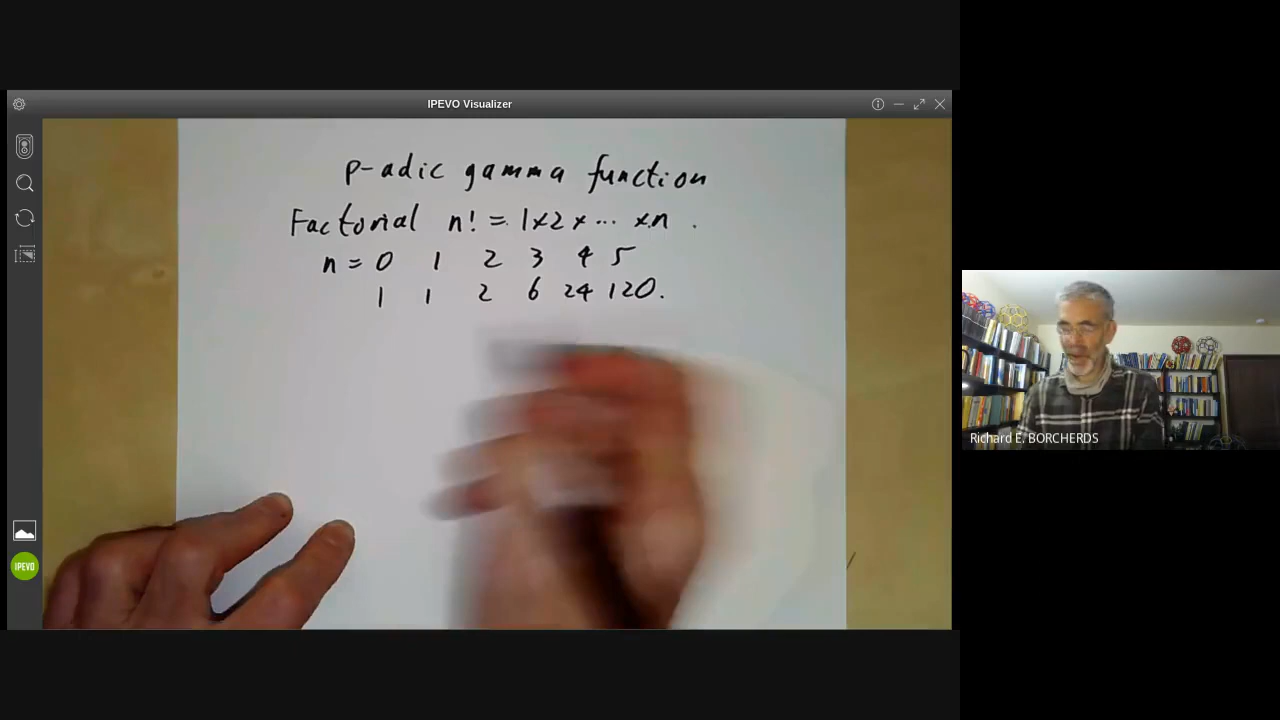 IPEVO Visualizer
p-adic gamma function
Factorial n! = 1×2×···×n.
n = 0 1 2 3 4 5
1 1 2 6 24 120.
Richard E. BORCHERDS
IPEVO